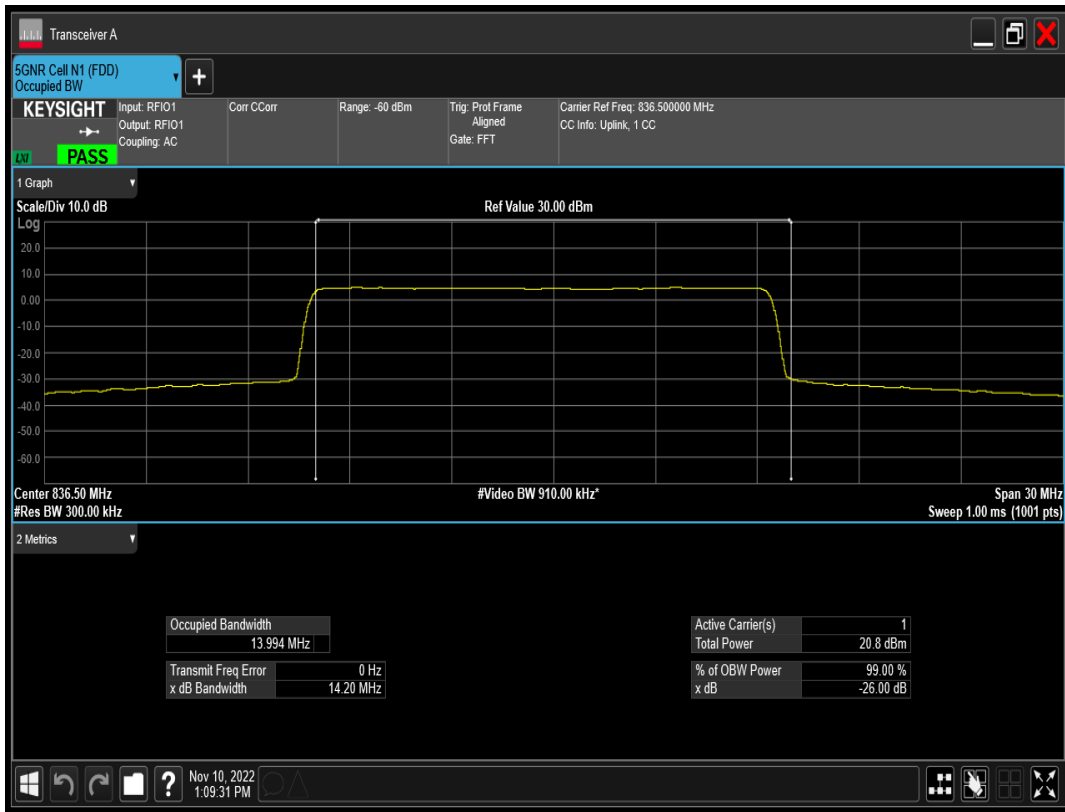 Transceiver A
5GNR Cell N1 (FDD)
Occupied BW
KEYSIGHT
LXI
PASS
Input: RFIO1
Output: RFIO1
Coupling: AC
Corr CCorr
Range: -60 dBm
Trig: Prot Frame
Aligned
Gate: FFT
Carrier Ref Freq: 836.500000 MHz
CC Info: Uplink, 1 CC
1 Graph
Scale/Div 10.0 dB
Ref Value 30.00 dBm
Log
20.0
10.0
0.00
-10.0
-20.0
-30.0
-40.0
-50.0
-60.0
Center 836.50 MHz
#Video BW 910.00 kHz*
Span 30 MHz
#Res BW 300.00 kHz
Sweep 1.00 ms (1001 pts)
2 Metrics
Occupied Bandwidth
13.994 MHz
Transmit Freq Error 0 Hz
x dB Bandwidth 14.20 MHz
Active Carrier(s) 1
Total Power 20.8 dBm
% of OBW Power 99.00 %
x dB -26.00 dB
?
Nov 10, 2022
1:09:31 PM